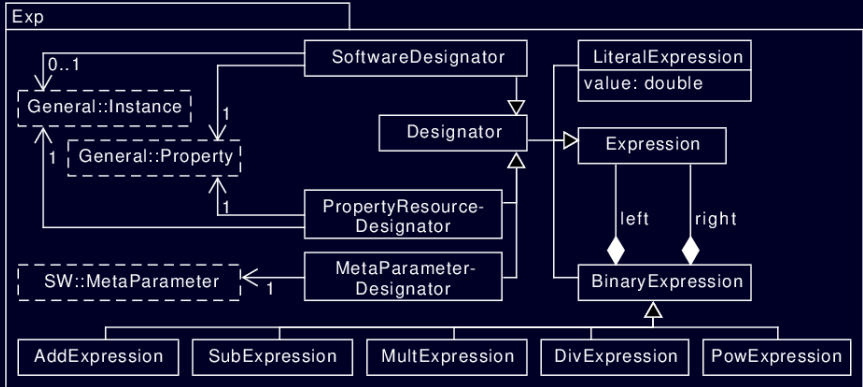 Exp
SoftwareDesignator
LiteralExpression
value: double
0..1
General::Instance
1
Designator
Expression
1
General::Property
1
PropertyResource-
Designator
left
right
SW::MetaParameter
1
MetaParameter-
Designator
BinaryExpression
AddExpression
SubExpression
MultExpression
DivExpression
PowExpression